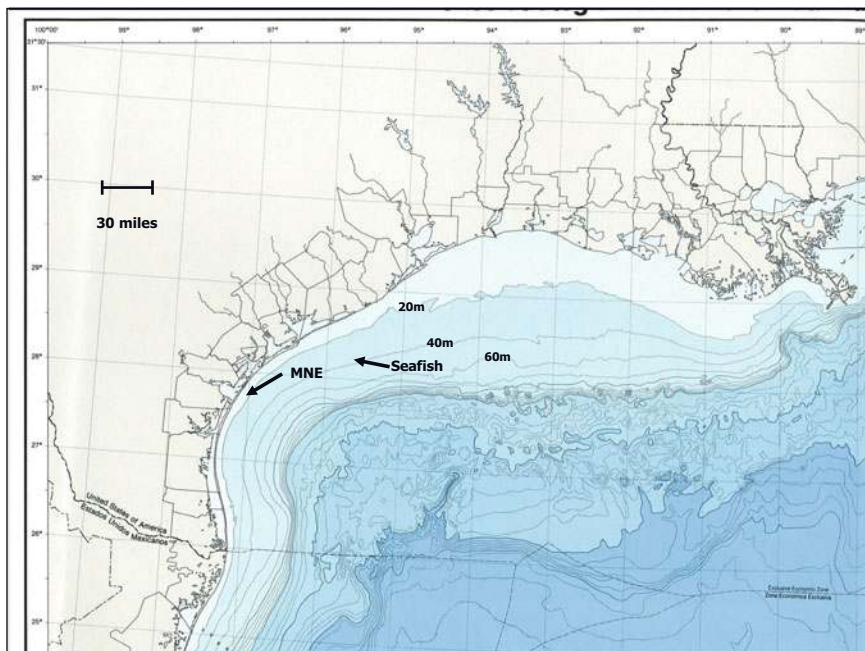 100°00' 99° 98° 97° 96° 95° 94° 93° 92° 91° 90°
31°30'
31°
30°
30 miles
29°
20m
28°
40m
60m
Seafish
MNE
27°
United States of America
Estados Unidos Mexicanos
26°
Exclusive Economic Zone
Zona Economica Exclusiva
25°